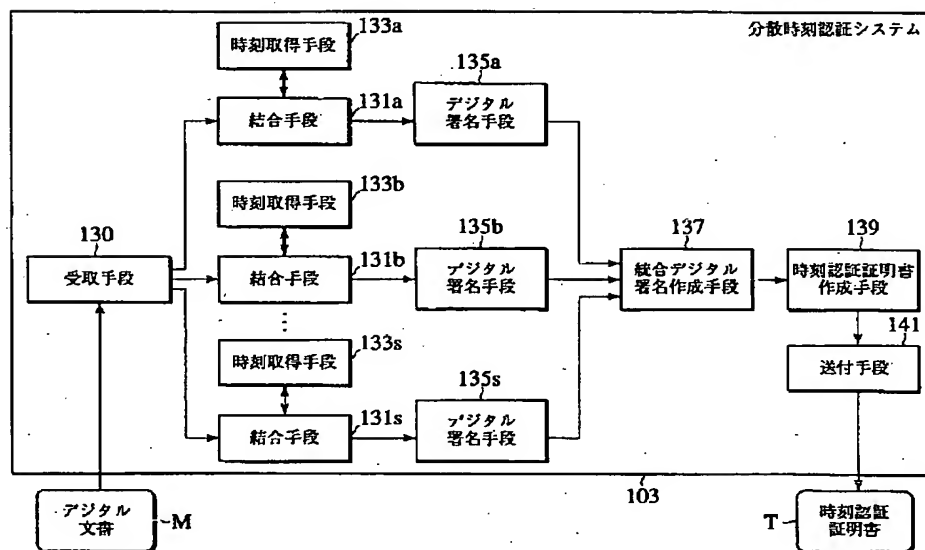 分散時刻認証システム
133a
時刻取得手段
135a
131a
デジタル
署名手段
結合手段
133b
時刻取得手段
130
135b
137
139
受取手段
131b
結合手段
デジタル
署名手段
統合デジタル
署名作成手段
時刻認証証明書
作成手段
⋮
133s
141
時刻取得手段
135s
送付手段
131s
結合手段
デジタル
署名手段
103
デジタル
文書
M
T
時刻認証
証明書